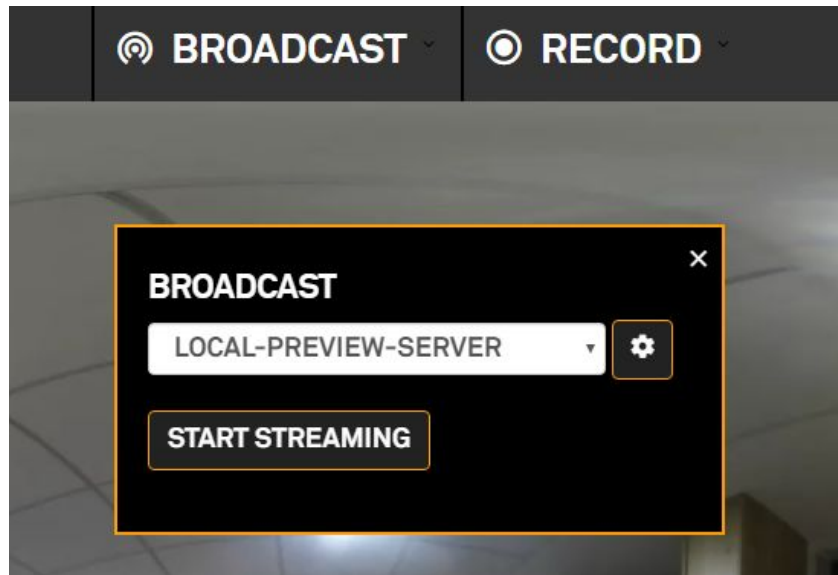 BROADCAST RECORD
BROADCAST
LOCAL-PREVIEW-SERVER
START STREAMING